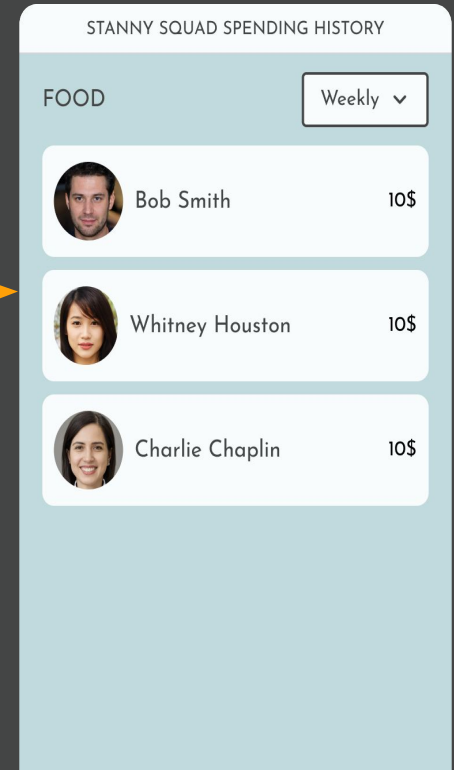 STANNY SQUAD SPENDING HISTORY
FOOD Weekly
Bob Smith 10$
Whitney Houston 10$
Charlie Chaplin 10$